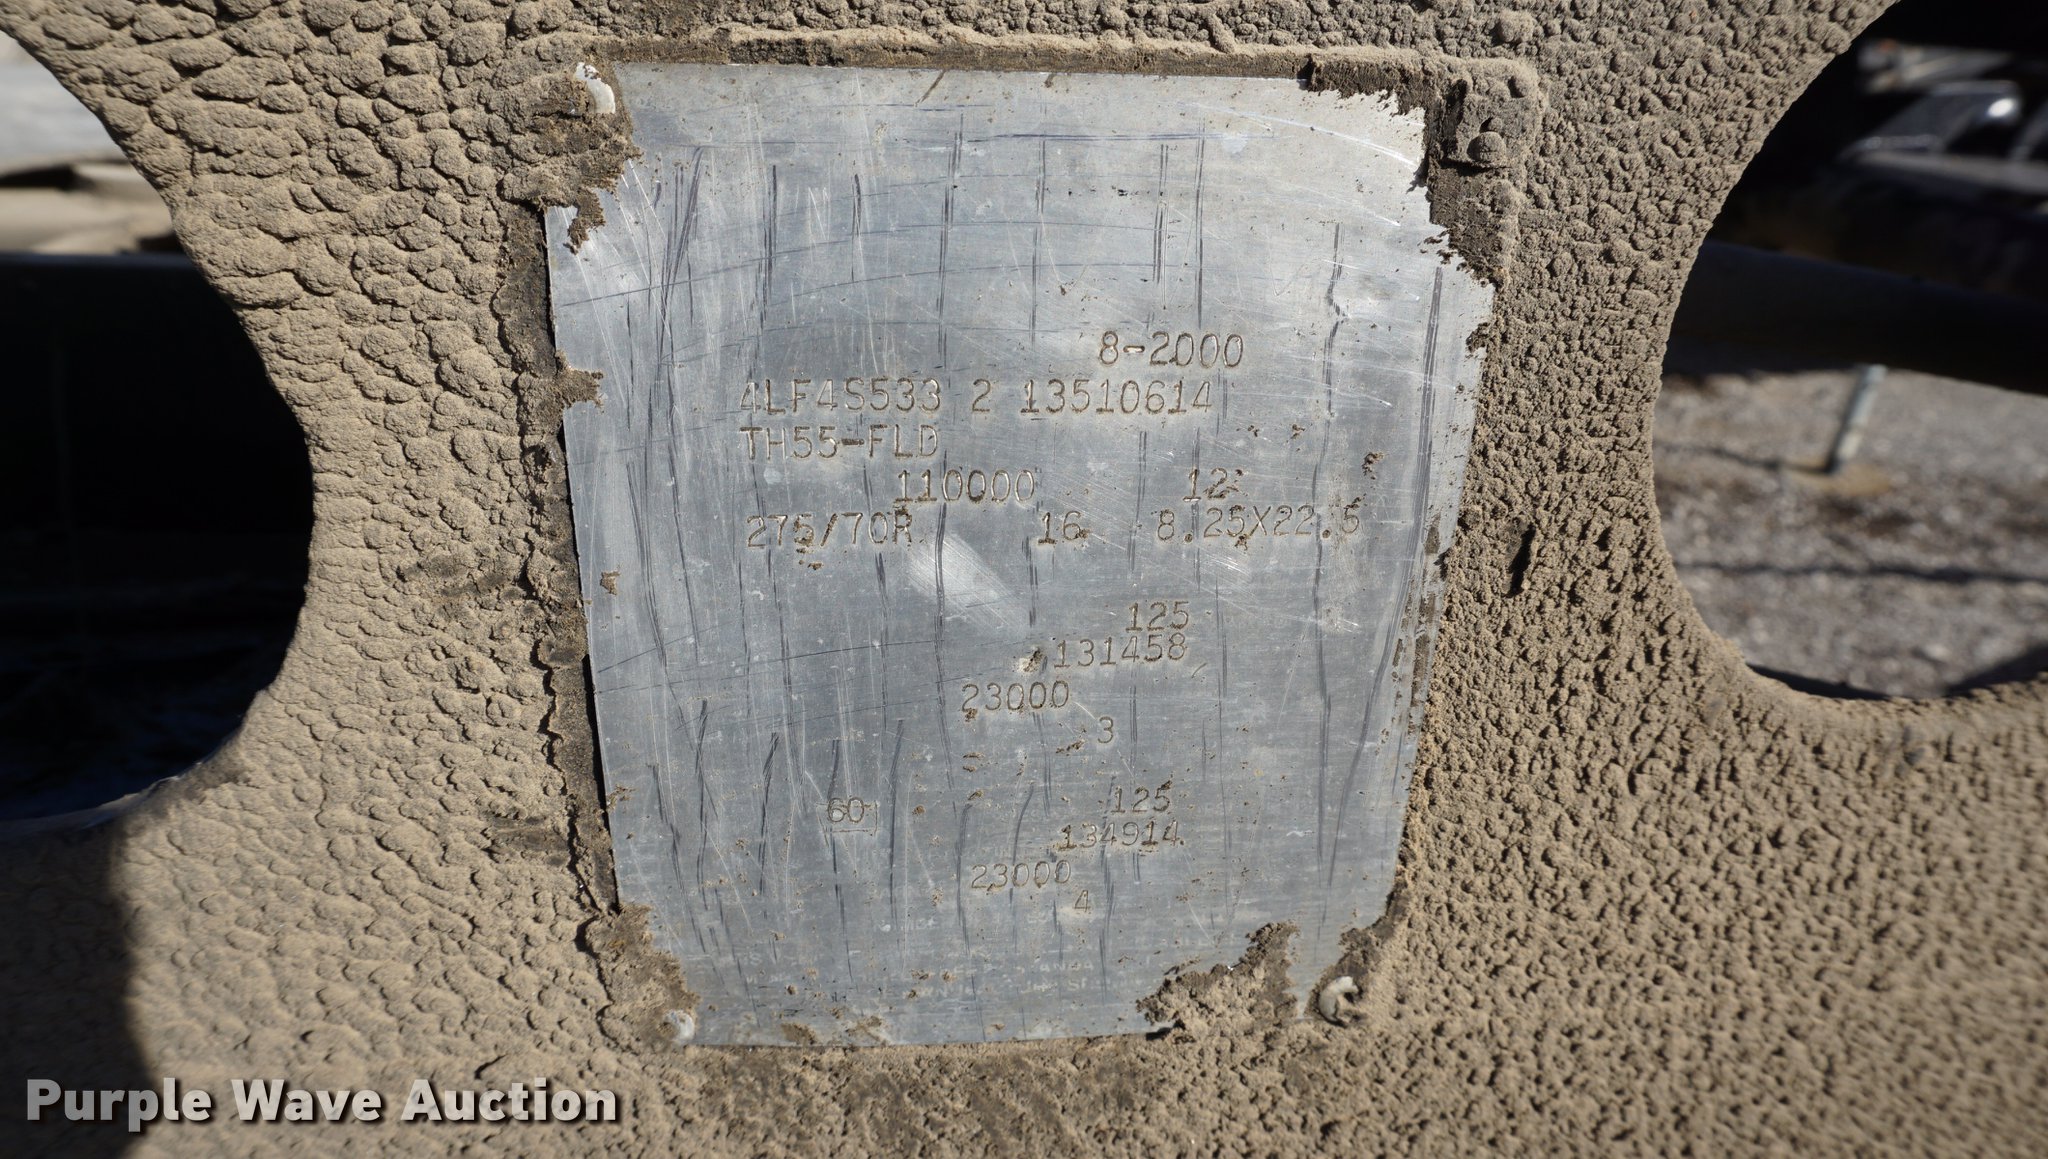 8-2000
4LF4S533 2 13510614
TH55-FLD
110000 12
275/70R 16 8.25X22.5
125
131458
23000
3
60 125
134914
23000
4
Purple Wave Auction